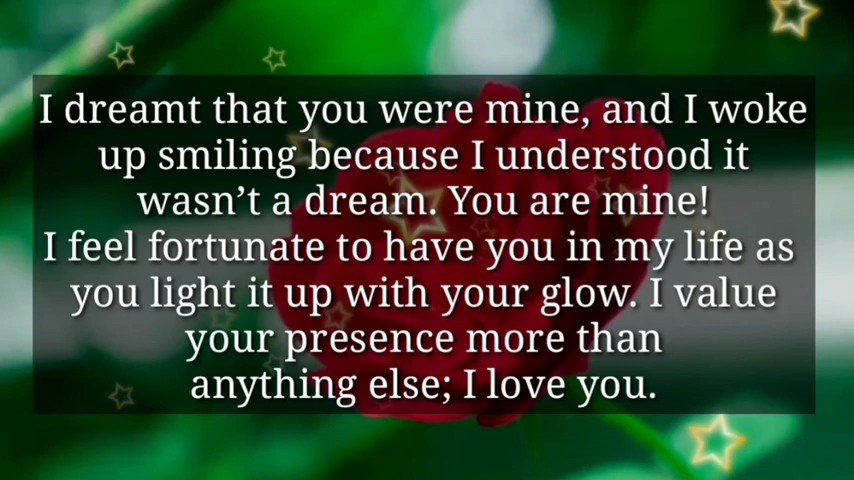 I dreamt that you were mine, and I woke
up smiling because I understood it
wasn’t a dream. You are mine!
I feel fortunate to have you in my life as
you light it up with your glow. I value
your presence more than
anything else; I love you.